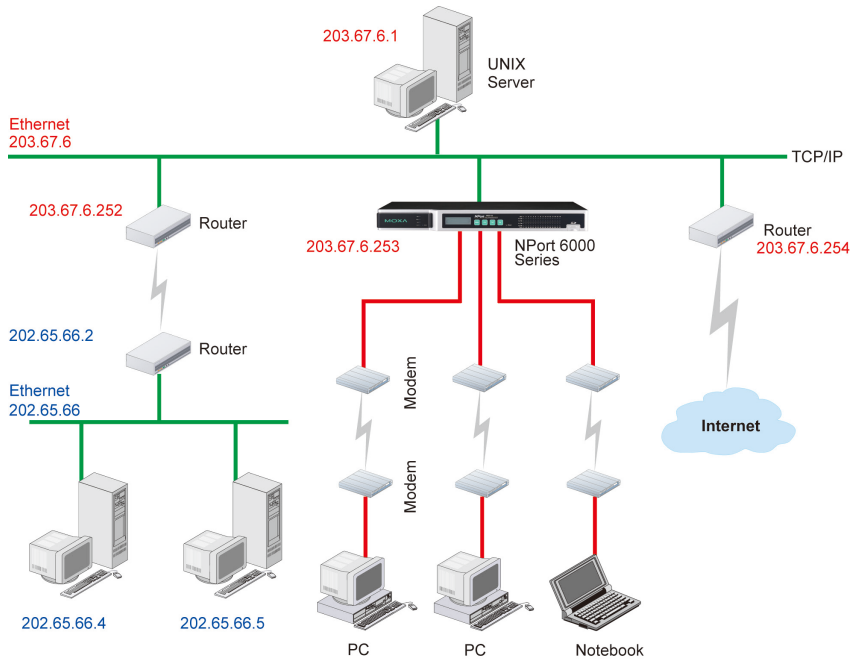 203.67.6.1
UNIX
Server
Ethernet
203.67.6
TCP/IP
203.67.6.252
Router
MOXA
NPort
203.67.6.253
NPort 6000
Series
Router
203.67.6.254
202.65.66.2
Router
Modem
Ethernet
202.65.66
Internet
Modem
202.65.66.4
202.65.66.5
PC
PC
Notebook